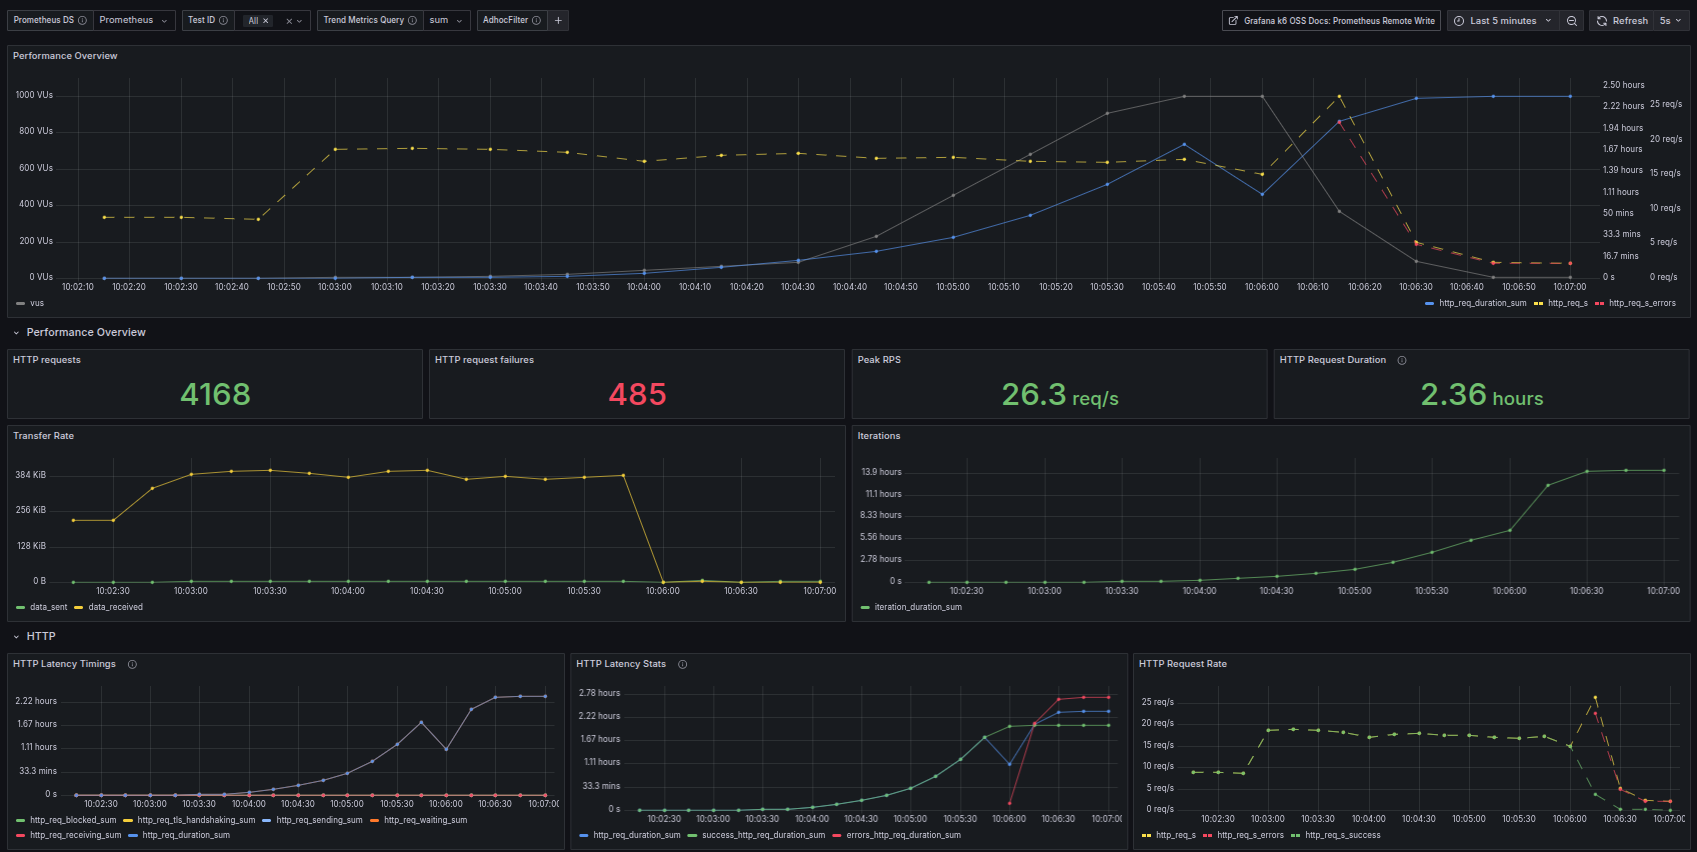 Prometheus DS Prometheus Test ID All × × Trend Metrics Query sum AdhocFilter + Grafana k6 OSS Docs: Prometheus Remote Write Last 5 minutes Refresh 5s
Performance Overview
1000 VUs
800 VUs
600 VUs
400 VUs
200 VUs
0 VUs
2.50 hours
2.22 hours
1.94 hours
1.67 hours
1.39 hours
1.11 hours
50 mins
33.3 mins
16.7 mins
0 s
25 req/s
20 req/s
15 req/s
10 req/s
5 req/s
0 req/s
10:02:10 10:02:20 10:02:30 10:02:40 10:02:50 10:03:00 10:03:10 10:03:20 10:03:30 10:03:40 10:03:50 10:04:00 10:04:10 10:04:20 10:04:30 10:04:40 10:04:50 10:05:00 10:05:10 10:05:20 10:05:30 10:05:40 10:05:50 10:06:00 10:06:10 10:06:20 10:06:30 10:06:40 10:06:50 10:07:00
vus http_req_duration_sum http_req_s http_req_s_errors
Performance Overview
HTTP requests
4168
HTTP request failures
485
Peak RPS
26.3 req/s
HTTP Request Duration
2.36 hours
Transfer Rate
384 KiB
256 KiB
128 KiB
0 B
10:02:30 10:03:00 10:03:30 10:04:00 10:04:30 10:05:00 10:05:30 10:06:00 10:06:30 10:07:00
data_sent data_received
Iterations
13.9 hours
11.1 hours
8.33 hours
5.56 hours
2.78 hours
0 s
10:02:30 10:03:00 10:03:30 10:04:00 10:04:30 10:05:00 10:05:30 10:06:00 10:06:30 10:07:00
iteration_duration_sum
HTTP
HTTP Latency Timings
2.22 hours
1.67 hours
1.11 hours
33.3 mins
0 s
10:02:30 10:03:00 10:03:30 10:04:00 10:04:30 10:05:00 10:05:30 10:06:00 10:06:30 10:07:00
http_req_blocked_sum http_req_tls_handshaking_sum http_req_sending_sum http_req_waiting_sum
http_req_receiving_sum http_req_duration_sum
HTTP Latency Stats
2.78 hours
2.22 hours
1.67 hours
1.11 hours
33.3 mins
0 s
10:02:30 10:03:00 10:03:30 10:04:00 10:04:30 10:05:00 10:05:30 10:06:00 10:06:30 10:07:00
http_req_duration_sum success_http_req_duration_sum errors_http_req_duration_sum
HTTP Request Rate
25 req/s
20 req/s
15 req/s
10 req/s
5 req/s
0 req/s
10:02:30 10:03:00 10:03:30 10:04:00 10:04:30 10:05:00 10:05:30 10:06:00 10:06:30 10:07:00
http_req_s http_req_s_errors http_req_s_success